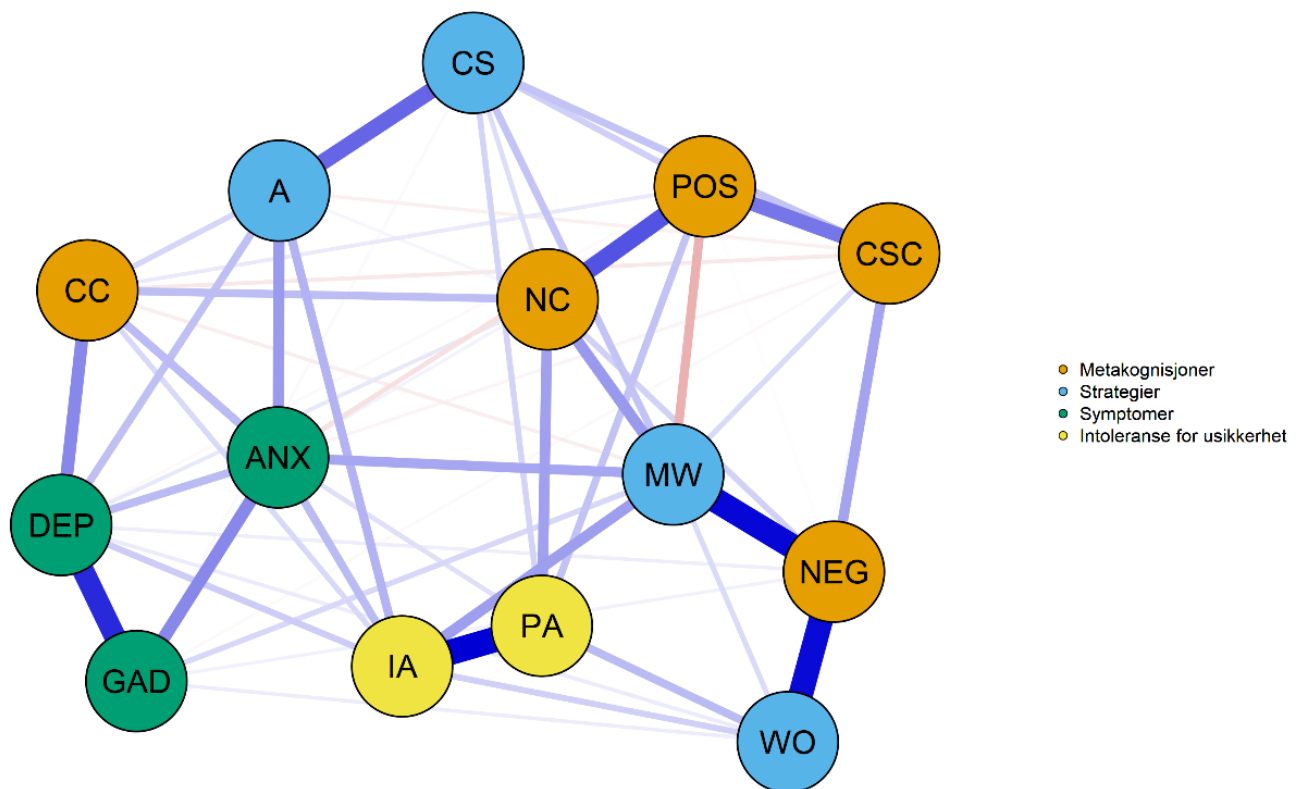 CS
A
POS
CSC
CC
NC
ANX
MW
DEP
NEG
PA
IA
GAD
WO
Metakognisjoner
Strategier
Symptomer
Intoleranse for usikkerhet